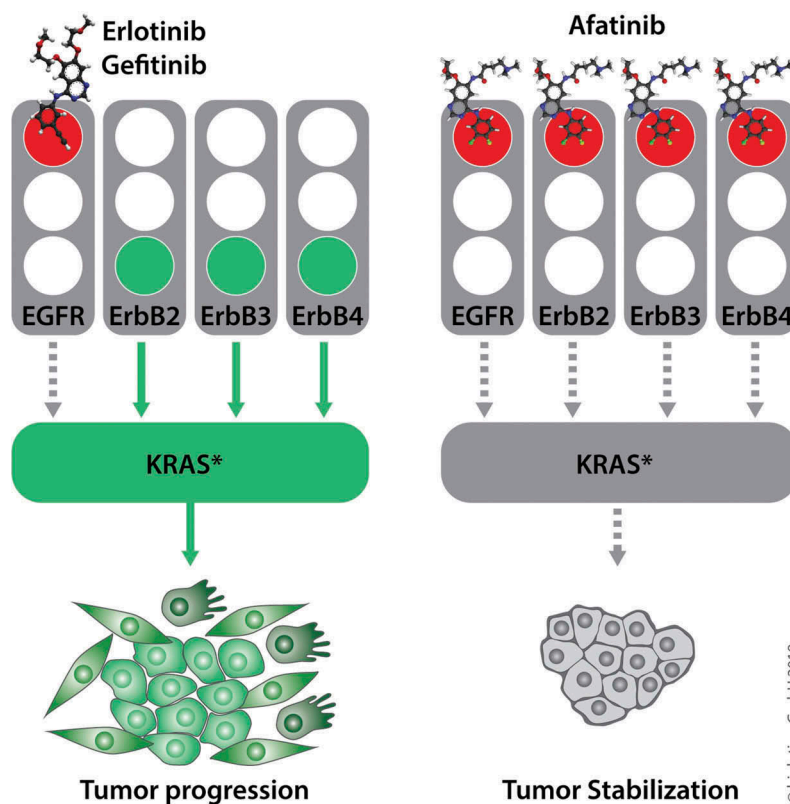 Erlotinib
Gefitinib
Afatinib
EGFR
ErbB2
ErbB3
ErbB4
EGFR
ErbB2
ErbB3
ErbB4
KRAS*
KRAS*
Tumor progression
Tumor Stabilization